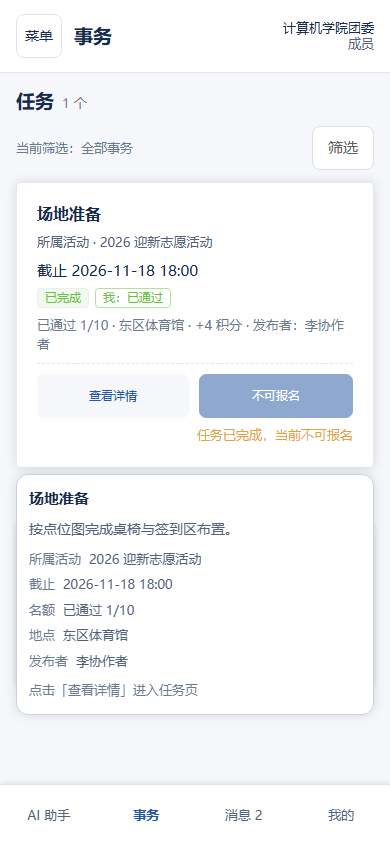 菜单
事务
计算机学院团委
成员
任务 1 个
当前筛选：全部事务
筛选
场地准备
所属活动 · 2026 迎新志愿活动
截止 2026-11-18 18:00
已完成 我：已通过
已通过 1/10 · 东区体育馆 · +4 积分 · 发布者：李协作
者
查看详情
不可报名
任务已完成，当前不可报名
场地准备
按点位图完成桌椅与签到区布置。
所属活动 2026 迎新志愿活动
截止 2026-11-18 18:00
名额 已通过 1/10
地点 东区体育馆
发布者 李协作者
点击「查看详情」进入任务页
AI 助手
事务
消息 2
我的